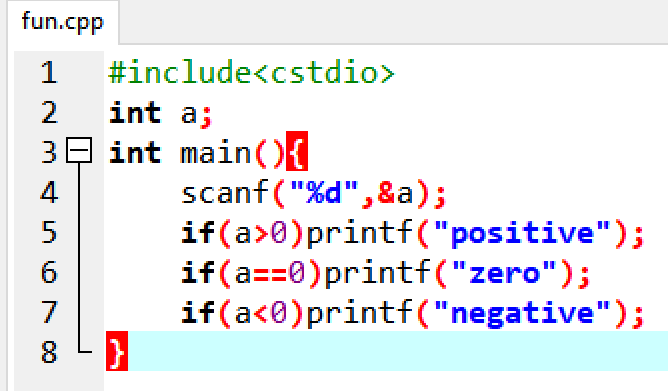 fun.cpp
1 #include<cstdio>
2 int a;
3 int main(){
4     scanf("%d",&a);
5     if(a>0)printf("positive");
6     if(a==0)printf("zero");
7     if(a<0)printf("negative");
8 }